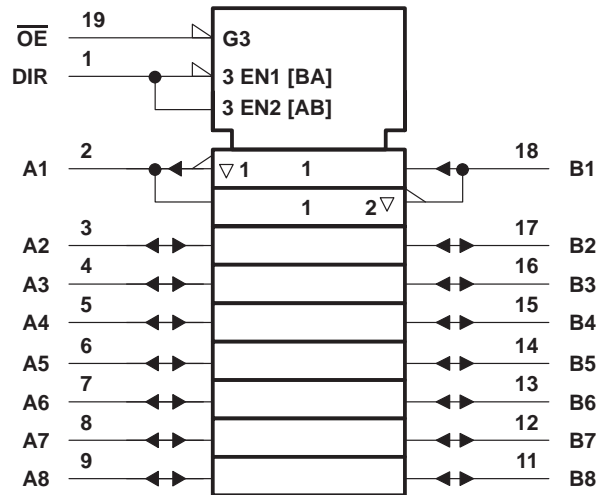 19
OE
G3
1
DIR
3 EN1 [BA]
3 EN2 [AB]
2
18
A1
▽ 1
1
B1
1
2 ▽
3
17
A2
B2
4
16
A3
B3
5
15
A4
B4
6
14
A5
B5
7
13
A6
B6
8
12
A7
B7
9
11
A8
B8